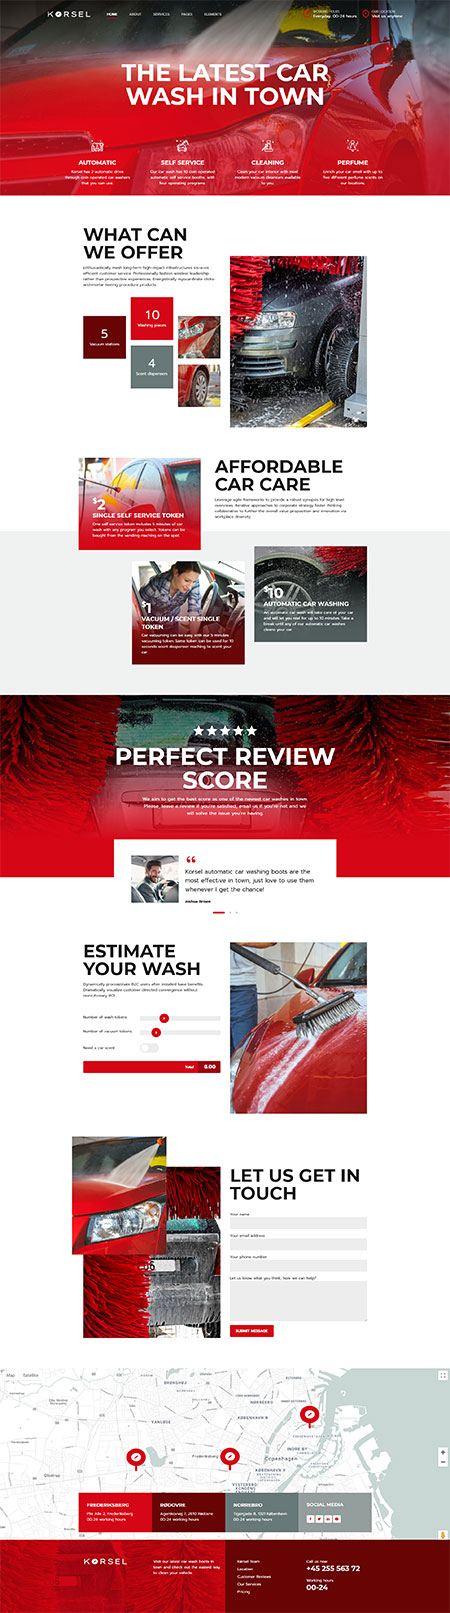 KORSEL
HOME ABOUT SERVICES PAGES ELEMENTS
WORKING HOURS
Everyday, 00-24 hours
OUR LOCATION
Visit us anytime
THE LATEST CAR
WASH IN TOWN
AUTOMATIC
Korsel has 2 automatic drive
through coin operated car washers
that you can use.
SELF SERVICE
Our car wash has 10 coin operated
automatic self service booths, with
four operating programs.
CLEANING
Clean your car interior with most
modern vacuum cleaners available
to you.
PERFUME
Enrich your car smell with up to
five different perfume scents on
our locations.
WHAT CAN
WE OFFER
Enthusiastically mesh long-term high-impact infrastructures vis-a-vis
efficient customer service. Professionally fashion wireless leadership
rather than prospective experiences. Energistically myocardinate clicks-
and-mortar testing procedure products.
5
Vacuum stations
10
Washing places
4
Scent dispensers
AFFORDABLE
CAR CARE
Leverage agile frameworks to provide a robust synopsis for high level
overviews. Iterative approaches to corporate strategy foster thinking
collaborative to further the overall value proposition and innovation via
workplace diversity.
$2
SINGLE SELF SERVICE TOKEN
One self service token includes 5 minutes of car
wash with any program you select. Tokens can be
bought from the vending machine on the spot.
$1
VACUUM / SCENT SINGLE
TOKEN
Car vacuuming can be easy with our 5 minutes
vacuuming token. Same token can be used for 10
seconds scent dispenser maching to scent your
car
$10
AUTOMATIC CAR WASHING
An automatic car wash will take care of your car
and will let you rest for up to 10 minutes. Take a
break until any of our automatic car washes
cleans your car
PERFECT REVIEW
SCORE
We aim to get the best score as one of the newest car washes in town.
Please leave a review if you're satisfied, email us if you're not and we
will solve the issue you're having.
Korsel automatic car washing boots are the
most effective in town, just love to use them
whenever I get the chance!
Joshua Brown
ESTIMATE
YOUR WASH
Dynamically procrastinate B2C users after installed base benefits.
Dramatically visualize customer directed convergence without
revolutionary ROI.
Number of wash tokens
Number of vacuum tokens
Need a car scent
Total 0.00
LET US GET IN
TOUCH
Your name
Your email address
Your phone number
Let us know what you think, how we can help?
SUBMIT MESSAGE
Map Satellite
BRØNSHØJ
VANLØSE
NØRREBRO
KØBENHAVN N
INDRE BY
Copenhagen
Frederiksberg
KØBENHAVN V
VESTERBRO
Glostrup
FREDERIKSBERG
00-24 working hours
RØDOVRE
00-24 working hours
NORREBRO
00-24 working hours
SOCIAL MEDIA
KORSEL
Visit our latest car wash boots in
town and check out the easiest way
to clean your vehicle.
Korsel Team
Location
Customer Reviews
Our Services
Pricing
Call us now
+45 255 563 72
Working hours
00-24